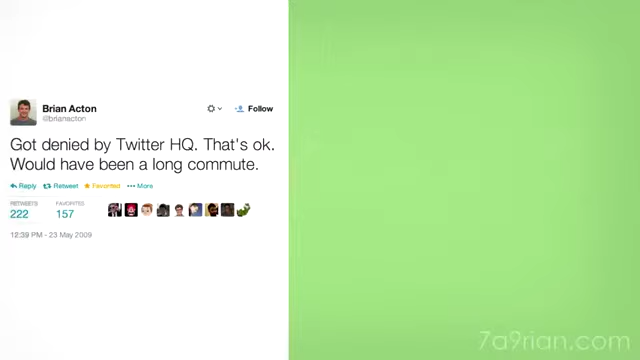 Brian Acton
@brianacton
Follow
Got denied by Twitter HQ. That's ok.
Would have been a long commute.
Reply Retweet Favorited More
RETWEETS FAVORITES
222 157
12:39 PM - 23 May 2009
7a9rian.com